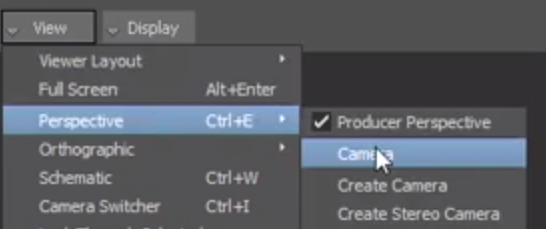 View Display
Viewer Layout
Full Screen Alt+Enter
Perspective Ctrl+E
Producer Perspective
Orthographic
Camera
Schematic Ctrl+W
Create Camera
Camera Switcher Ctrl+I
Create Stereo Camera